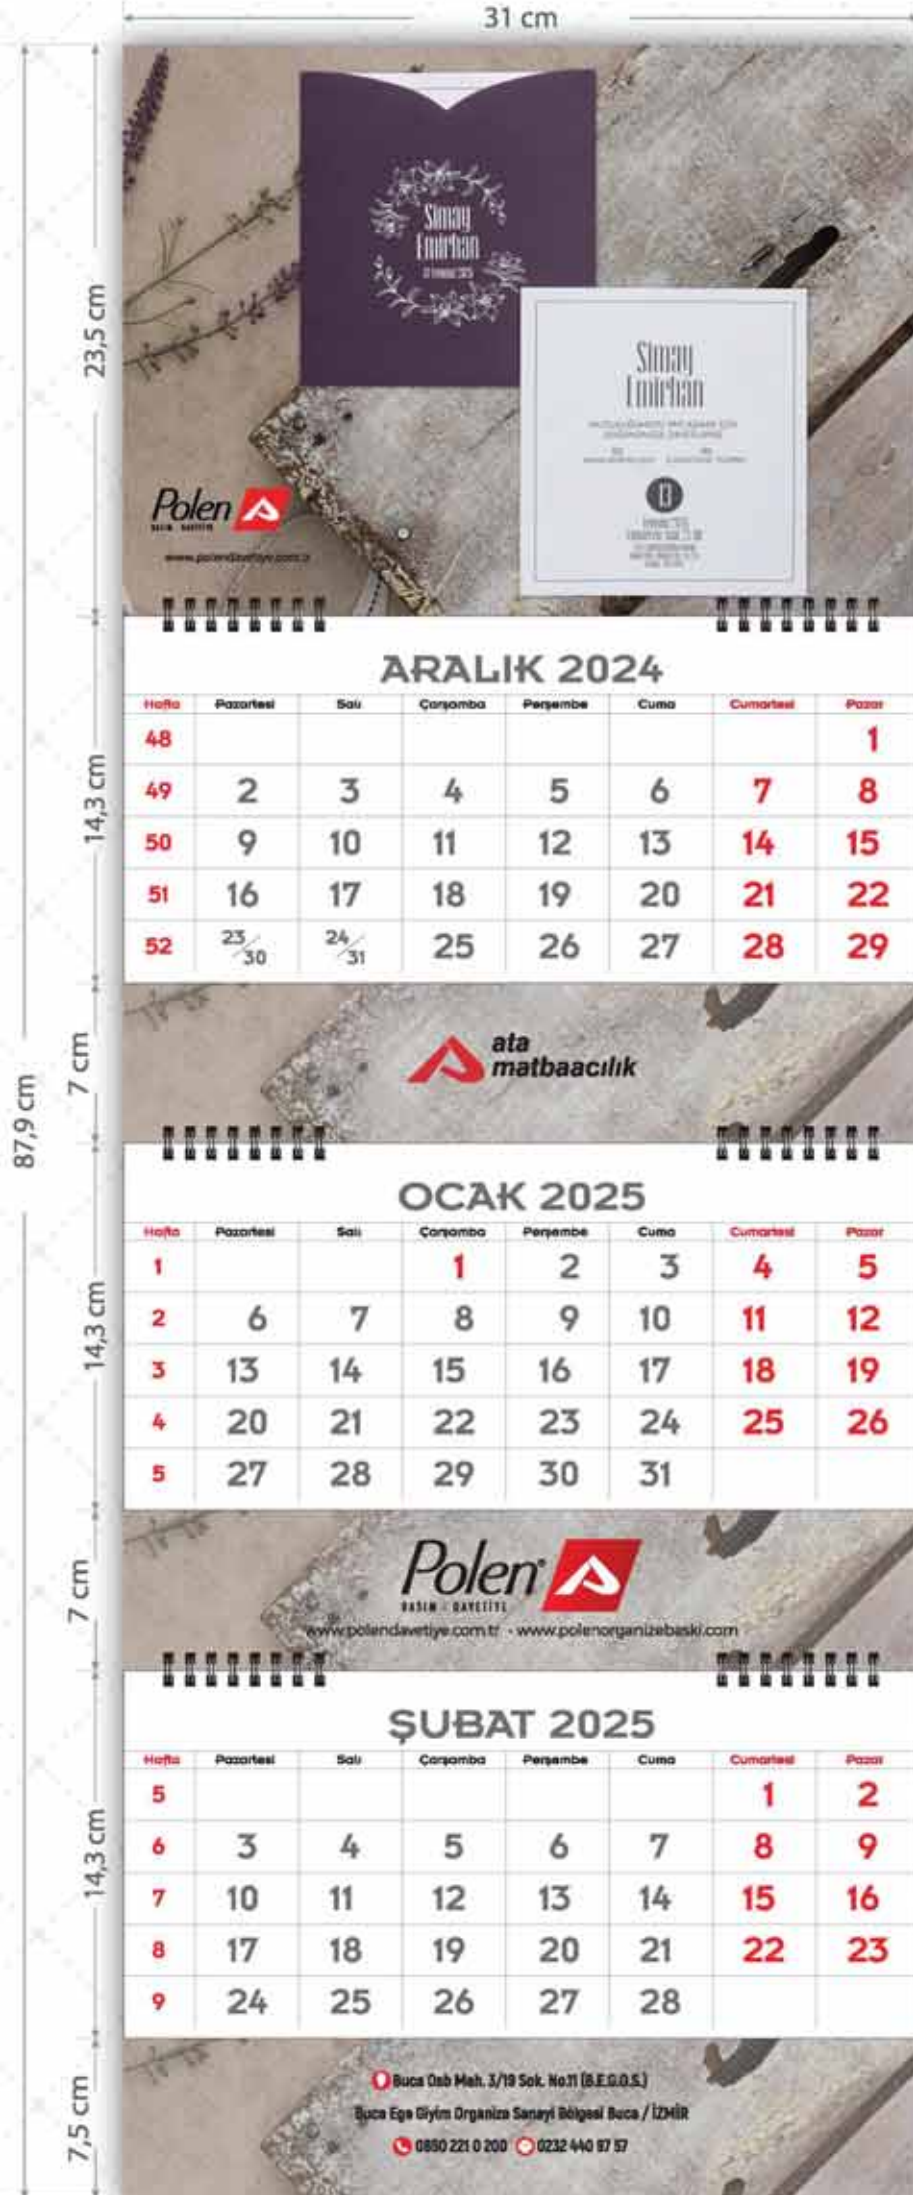 31 cm
87,9 cm
23,5 cm
Simay
Emirhan
Simay
Emirhan
13
Polen
BASIM - DAVETİYE
www.polendavetiye.com.tr
14,3 cm
ARALIK 2024
Hafta Pazartesi Salı Çarşamba Perşembe Cuma Cumartesi Pazar
48 1
49 2 3 4 5 6 7 8
50 9 10 11 12 13 14 15
51 16 17 18 19 20 21 22
52 23/30 24/31 25 26 27 28 29
7 cm
ata
matbaacılık
14,3 cm
OCAK 2025
Hafta Pazartesi Salı Çarşamba Perşembe Cuma Cumartesi Pazar
1 1 2 3 4 5
2 6 7 8 9 10 11 12
3 13 14 15 16 17 18 19
4 20 21 22 23 24 25 26
5 27 28 29 30 31
7 cm
Polen®
BASIM - DAVETİYE
www.polendavetiye.com.tr - www.polenorganizebaski.com
14,3 cm
ŞUBAT 2025
Hafta Pazartesi Salı Çarşamba Perşembe Cuma Cumartesi Pazar
5 1 2
6 3 4 5 6 7 8 9
7 10 11 12 13 14 15 16
8 17 18 19 20 21 22 23
9 24 25 26 27 28
7,5 cm
Buca Osb Mah. 3/19 Sok. No:11 (B.E.G.O.S.)
Buca Ege Giyim Organize Sanayi Bölgesi Buca / İZMİR
0850 221 0 200 0232 440 97 57